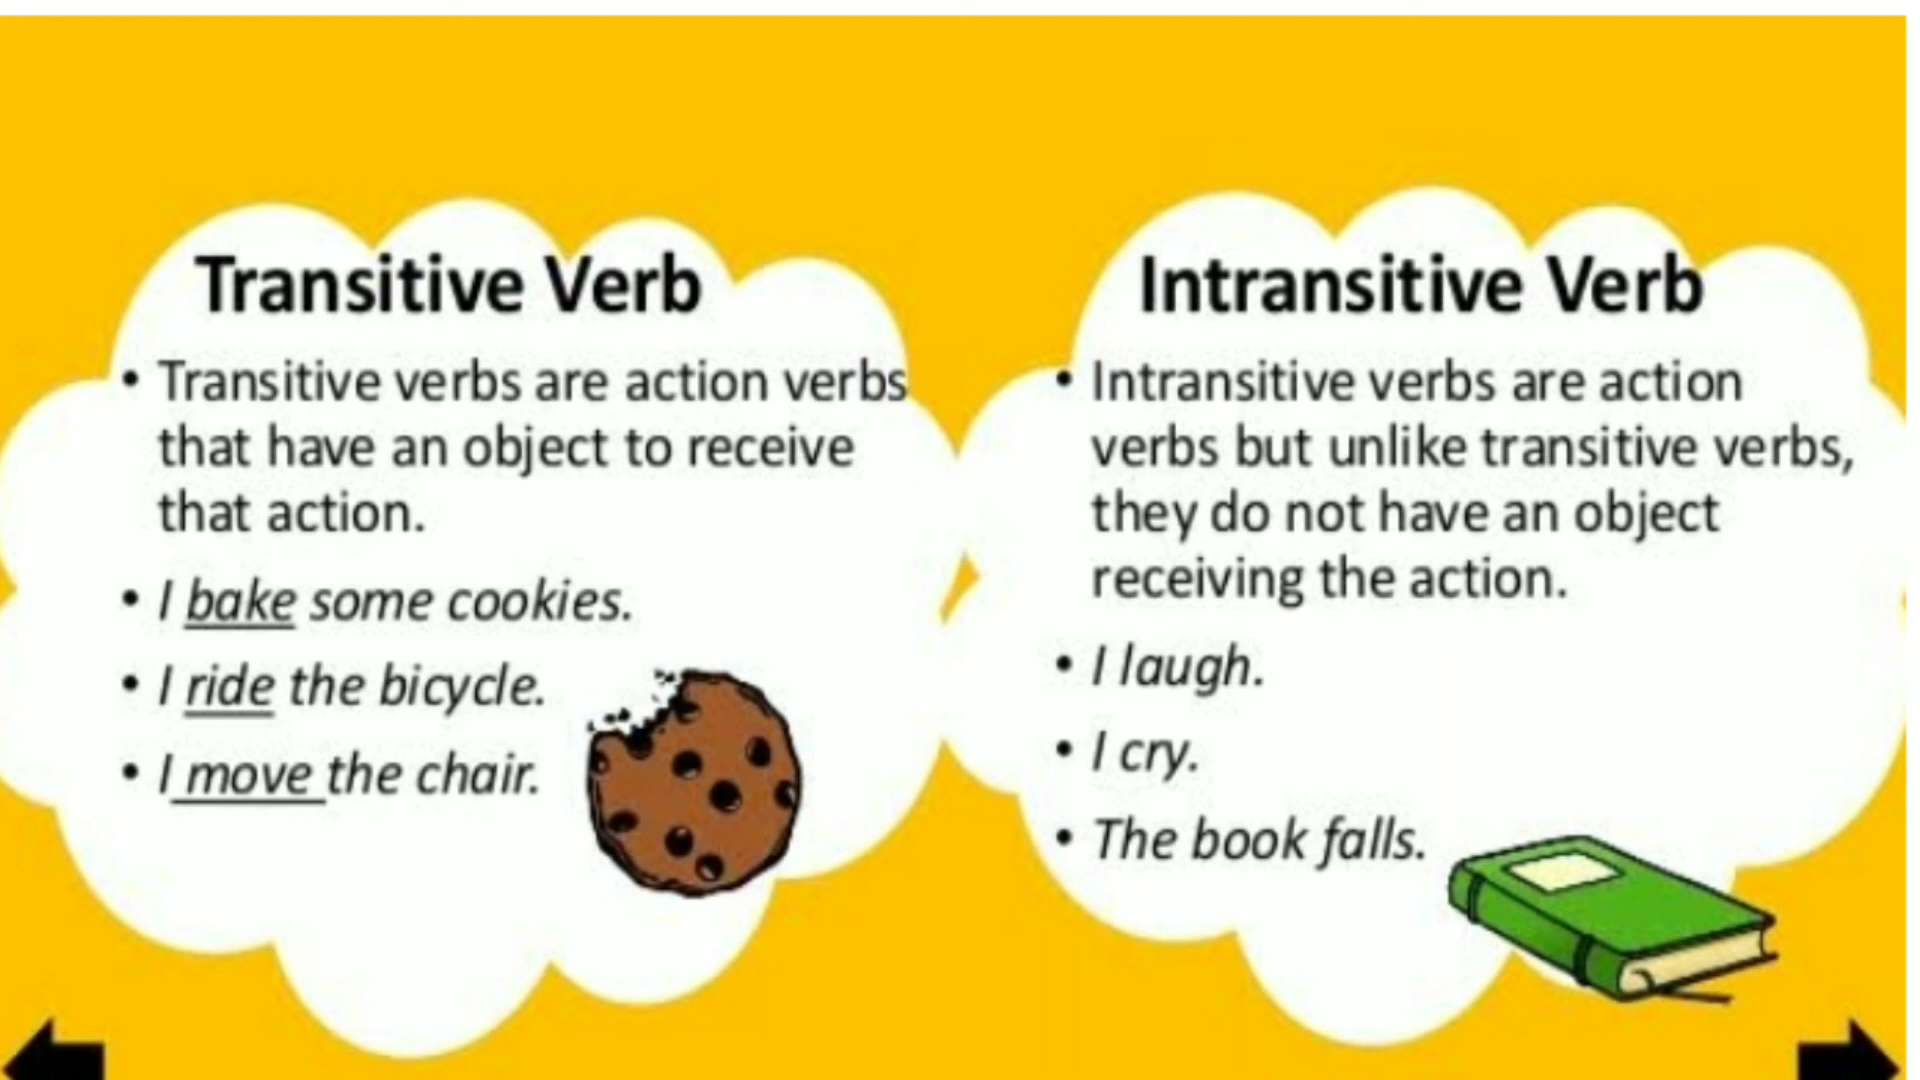 Transitive Verb
• Transitive verbs are action verbs
that have an object to receive
that action.
• I bake some cookies.
• I ride the bicycle.
• I move the chair.
Intransitive Verb
• Intransitive verbs are action
verbs but unlike transitive verbs,
they do not have an object
receiving the action.
• I laugh.
• I cry.
• The book falls.